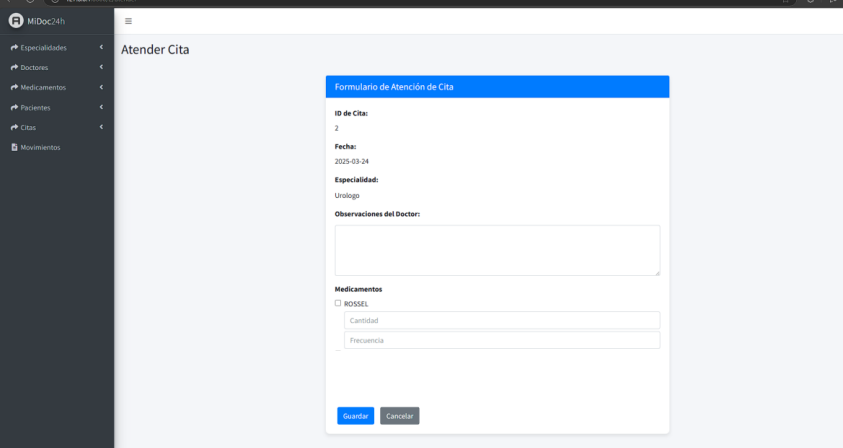 MiDoc24h
Especialidades
Doctores
Medicamentos
Pacientes
Citas
Movimientos
Atender Cita
Formulario de Atención de Cita
ID de Cita:
2
Fecha:
2025-03-24
Especialidad:
Urologo
Observaciones del Doctor:
Medicamentos
ROSSEL
Cantidad
Frecuencia
Guardar Cancelar